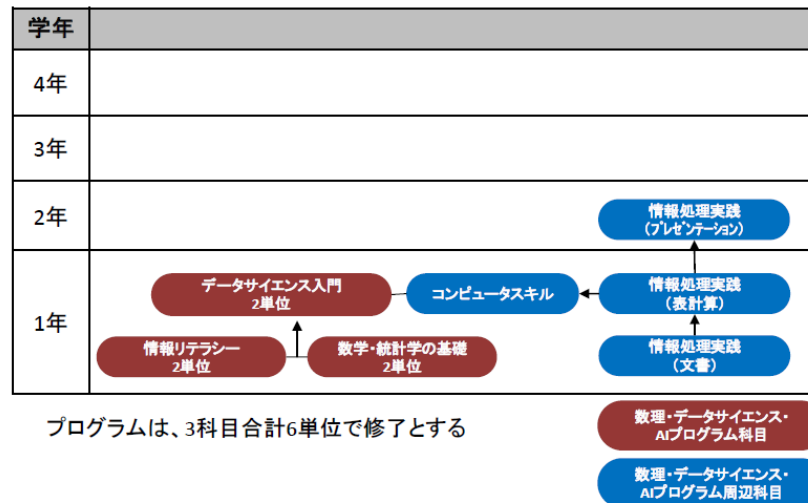 学年
4年
3年
2年
情報処理実践
(プレゼンテーション)
1年
データサイエンス入門
2単位
コンピュータスキル
情報処理実践
(表計算)
情報リテラシー
2単位
数学・統計学の基礎
2単位
情報処理実践
(文書)
プログラムは、3科目合計6単位で修了とする
数理・データサイエンス・
AIプログラム科目
数理・データサイエンス・
AIプログラム周辺科目